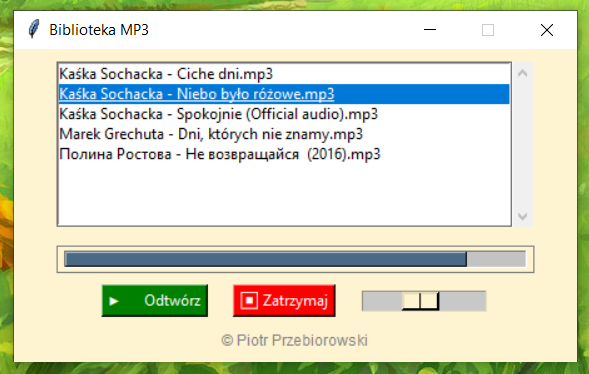 Biblioteka MP3
Kaśka Sochacka - Ciche dni.mp3
Kaśka Sochacka - Niebo było różowe.mp3
Kaśka Sochacka - Spokojnie (Official audio).mp3
Marek Grechuta - Dni, których nie znamy.mp3
Полина Ростова - Не возвращайся  (2016).mp3
Odtwórz Zatrzymaj
© Piotr Przebiorowski